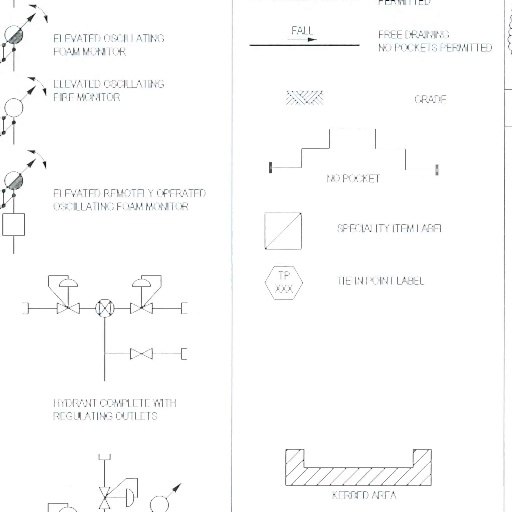 ELEVATED OSCILLATING
FOAM MONITOR
ELEVATED OSCILLATING
FIRE MONITOR
ELEVATED REMOTELY OPERATED
OSCILLATING FOAM MONITOR
HYDRANT COMPLETE WITH
REGULATING OUTLETS
PERMITTED
FALL
FREE DRAINING
NO POCKETS PERMITTED
GRADE
NO POCKET
SPECIALITY ITEM LABEL
TP
XXX
TIE IN POINT LABEL
KERBED AREA